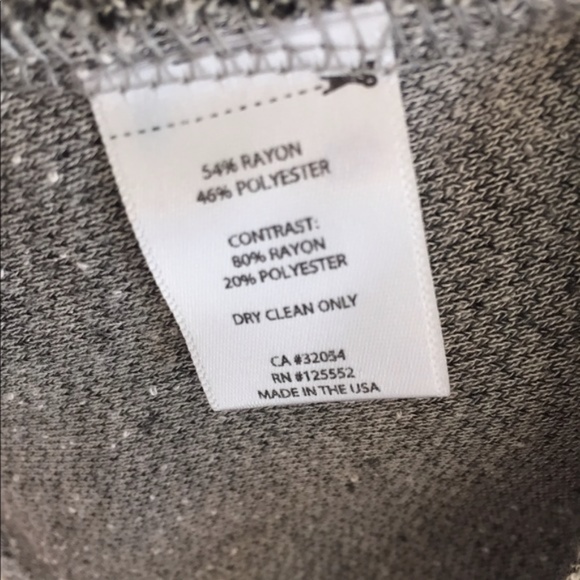 54% RAYON
46% POLYESTER
CONTRAST:
80% RAYON
20% POLYESTER
DRY CLEAN ONLY
CA #32054
RN #125552
MADE IN THE USA